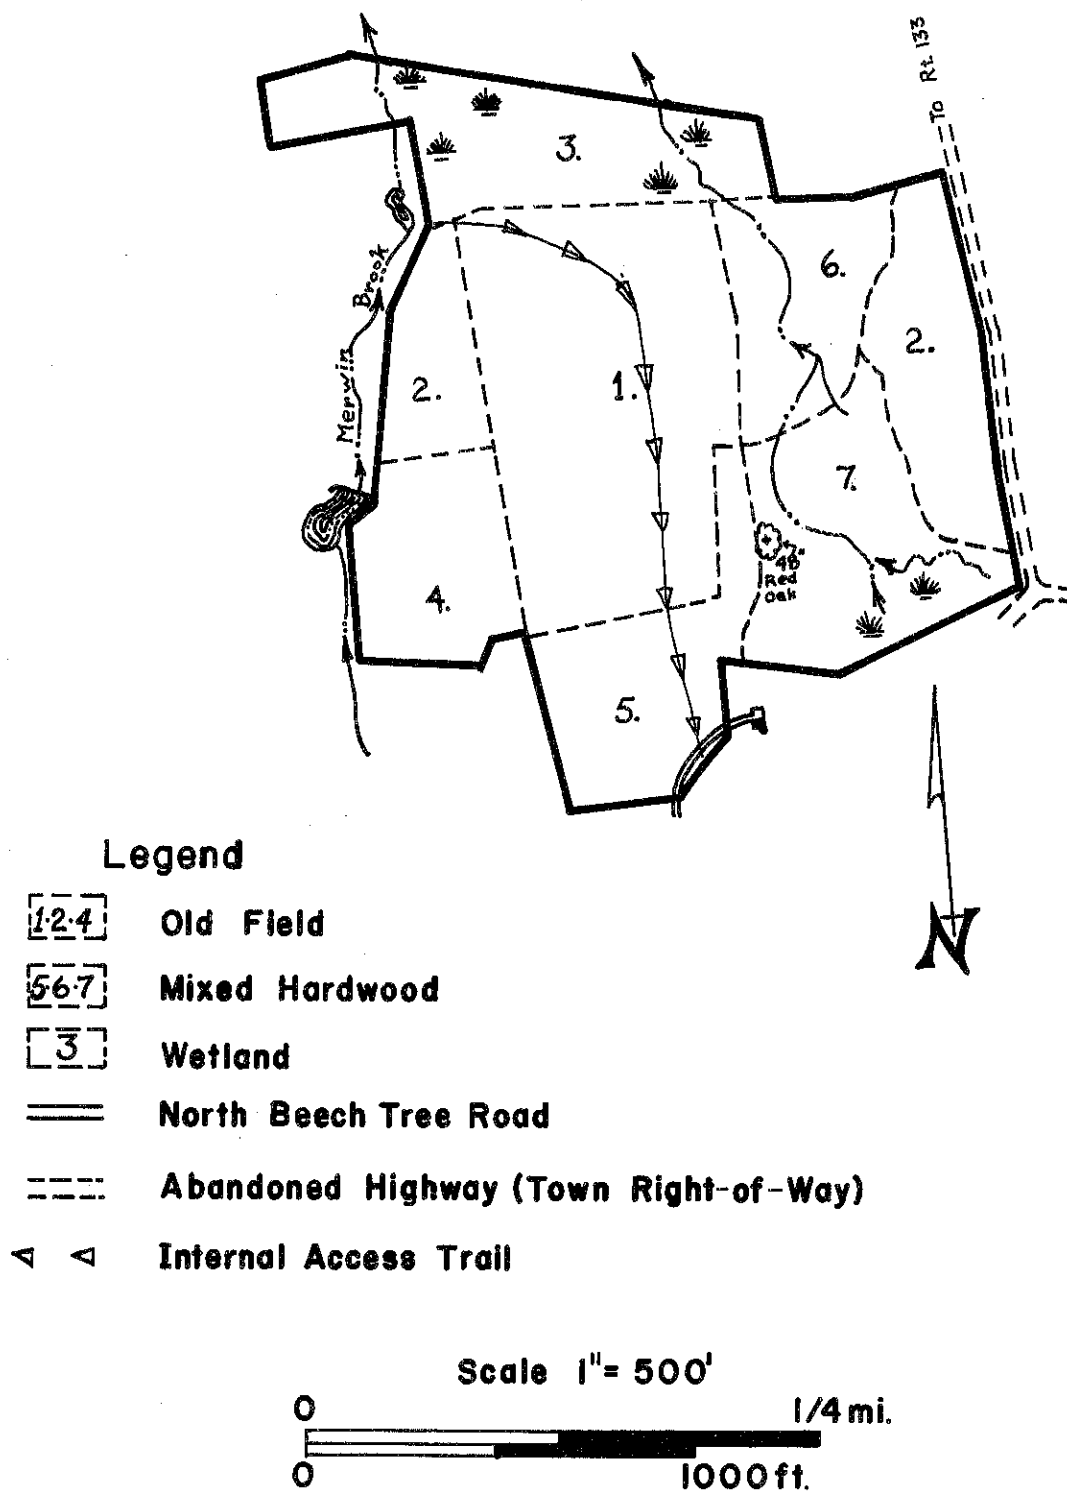 To Rt. 133
3.
6.
Merwin Brook
2.
2.
1.
7.
48"
Red
Oak
4.
5.
N
Legend
1·2·4 Old Field
5·6·7 Mixed Hardwood
3 Wetland
North Beech Tree Road
Abandoned Highway (Town Right-of-Way)
Internal Access Trail
Scale 1"= 500'
0 1/4 mi.
0 1000 ft.